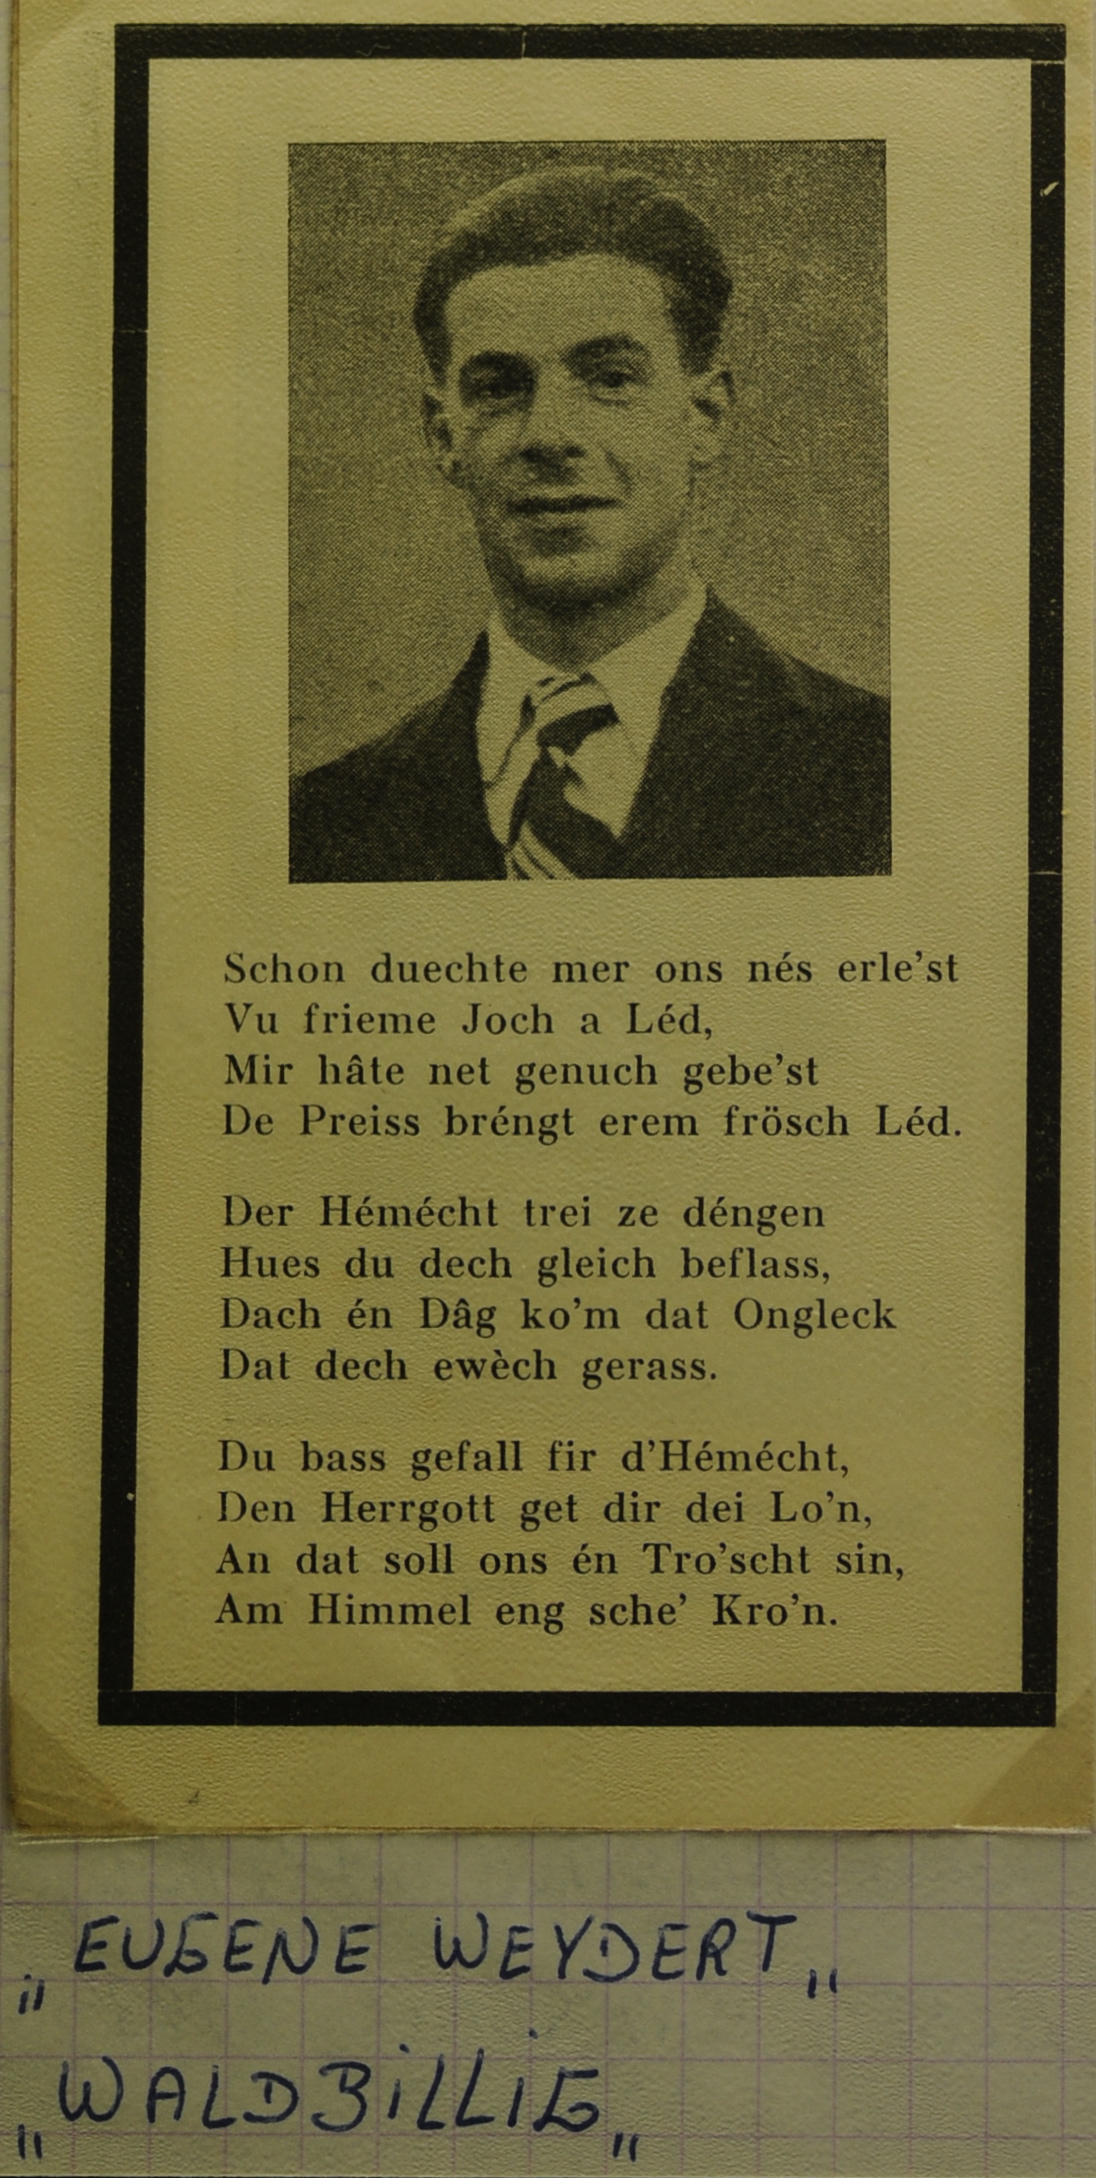 Schon duechte mer ons nés erle'st
Vu frieme Joch a Léd,
Mir hâte net genuch gebe'st
De Preiss bréngt erem frösch Léd.
Der Hémécht trei ze déngen
Hues du dech gleich beflass,
Dach én Dâg ko'm dat Ongleck
Dat dech ewèch gerass.
Du bass gefall fir d'Hémécht,
Den Herrgott get dir dei Lo'n,
An dat soll ons én Tro'scht sin,
Am Himmel eng sche' Kro'n.
„EUGENE WEYDERT„
„WALDBiLLiG„